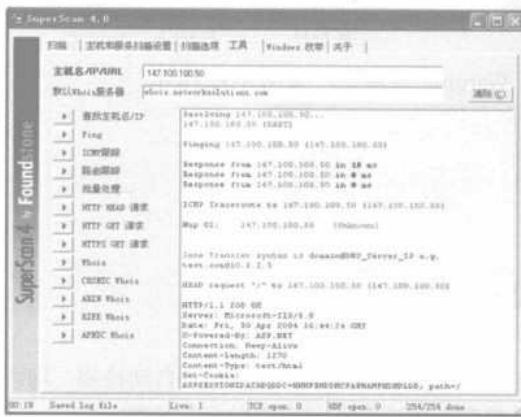 SuperScan 4.0
扫描 主机和服务扫描设置 扫描选项 工具 Windows 枚举 关于
主机名/IP/URL 147.100.100.50
默认Whois服务器 whois.networksolutions.com
清除(C)
查找主机名/IP
Ping
ICMP跟踪
路由跟踪
批量处理
HTTP HEAD 请求
HTTP GET 请求
HTTPS GET 请求
Whois
CRSNIC Whois
ARIN Whois
RIPE Whois
APNIC Whois
SuperScan 4 by Foundstone
Resolving 147.100.100.50...
Pinging 147.100.100.50 (147.100.100.50)
Response from 147.100.100.50 in
Response from 147.100.100.50 in 0 ms
Response from 147.100.100.50 in 0 ms
ICMP Traceroute to 147.100.100.50 (147.100.100.50)
Hop 01: 147.100.100.50 (Unknown)
Zone Transfer syntax is domain@DNS_Server_IP e.g.
HEAD request "/" to 147.100.100.50 (147.100.100.50)
HTTP/1.1 200 OK
Server: Microsoft-IIS/6.0
Date: Fri, 30 Apr 2004 GMT
X-Powered-By: ASP.NET
Connection: Keep-Alive
Content-Length: 1270
Content-Type: text/html
Set-Cookie:
path=/
00:18 Saved log file Live: 1 TCP open: 0 UDP open: 0 254/254 done